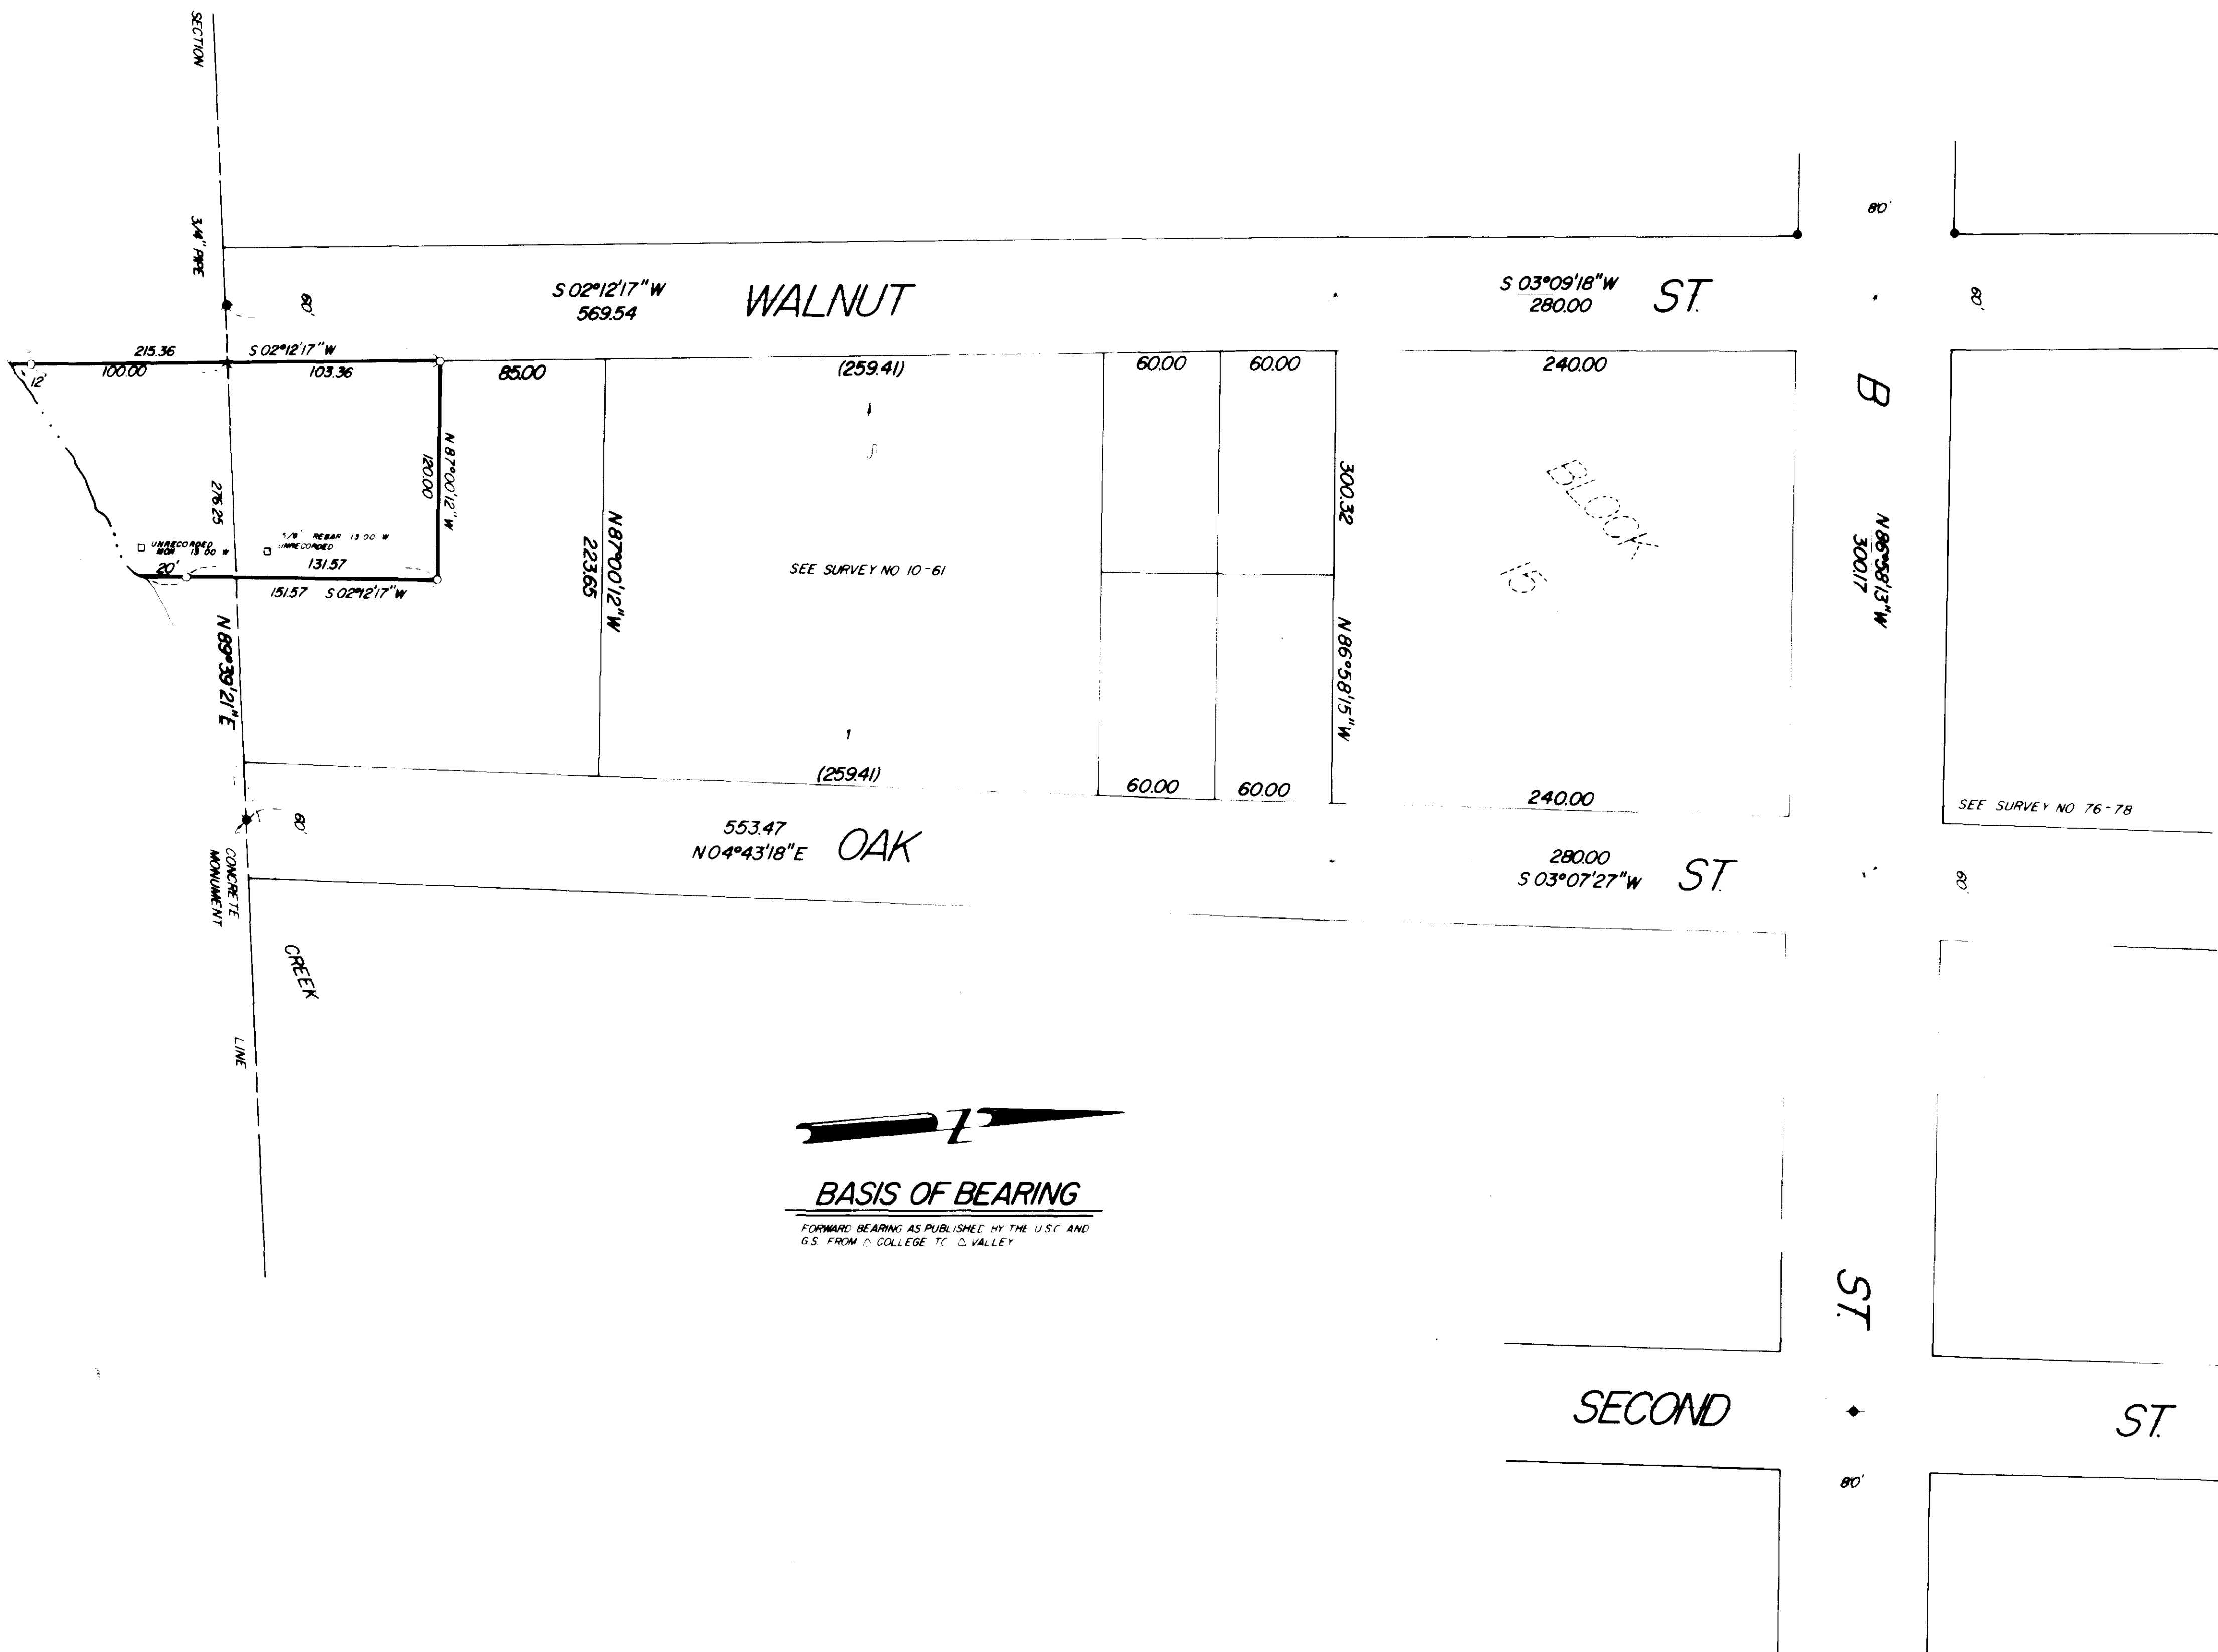 SECTION
3/4" PIPE
80'
60'
60'
S 02°12'17" W
569.54
WALNUT
S 03°09'18" W
280.00
ST.
215.36
S 02°12'17" W
100.00
12'
103.36
85.00
(259.41)
60.00
60.00
240.00
B
N 87°00'12" W
120.00
276.25
300.32
BLOCK
15
N 86°58'13" W
300.17
UNRECORDED
13.00 W
5/8" REBAR 13.00 W
UNRECORDED
20'
131.57
151.57 S 02°12'17" W
N 87°00'12" W
223.65
SEE SURVEY NO 10-61
N 89°39'21" E
N 86°58'15" W
(259.41)
60.00
60.00
240.00
SEE SURVEY NO 76-78
60'
553.47
N 04°43'18" E
OAK
280.00
S 03°07'27" W
ST.
60'
CONCRETE
MONUMENT
CREEK
LINE
BASIS OF BEARING
FORWARD BEARING AS PUBLISHED BY THE U.S.C. AND
G.S. FROM △ COLLEGE TO △ VALLEY
ST.
SECOND
ST.
80'